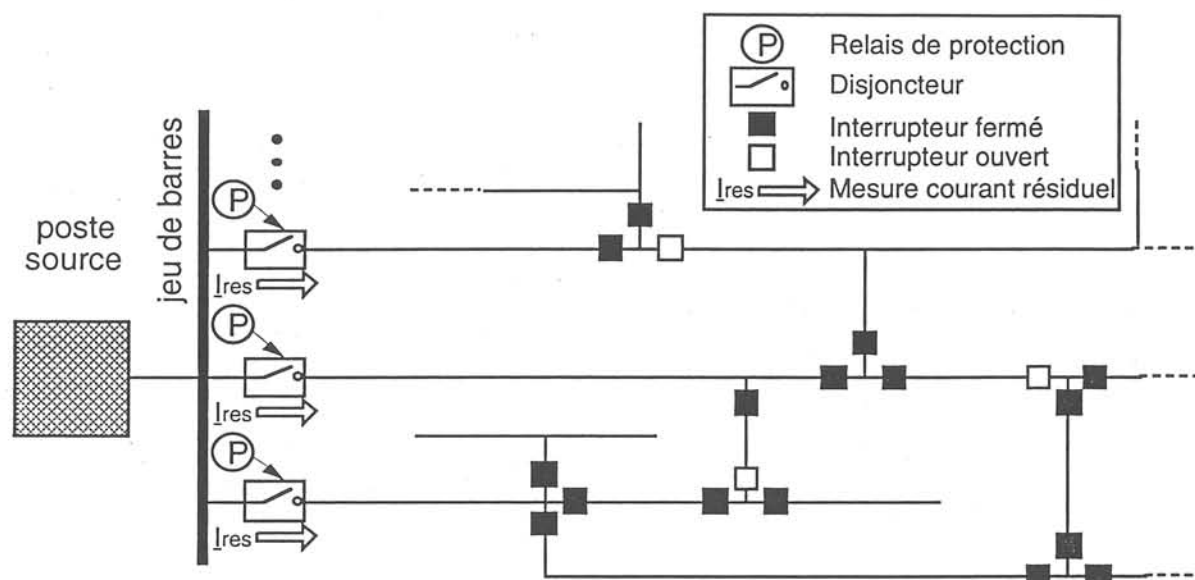 P Relais de protection
Disjoncteur
Interrupteur fermé
Interrupteur ouvert
Ires Mesure courant résiduel
poste
source
jeu de barres
P
Ires
P
Ires
P
Ires